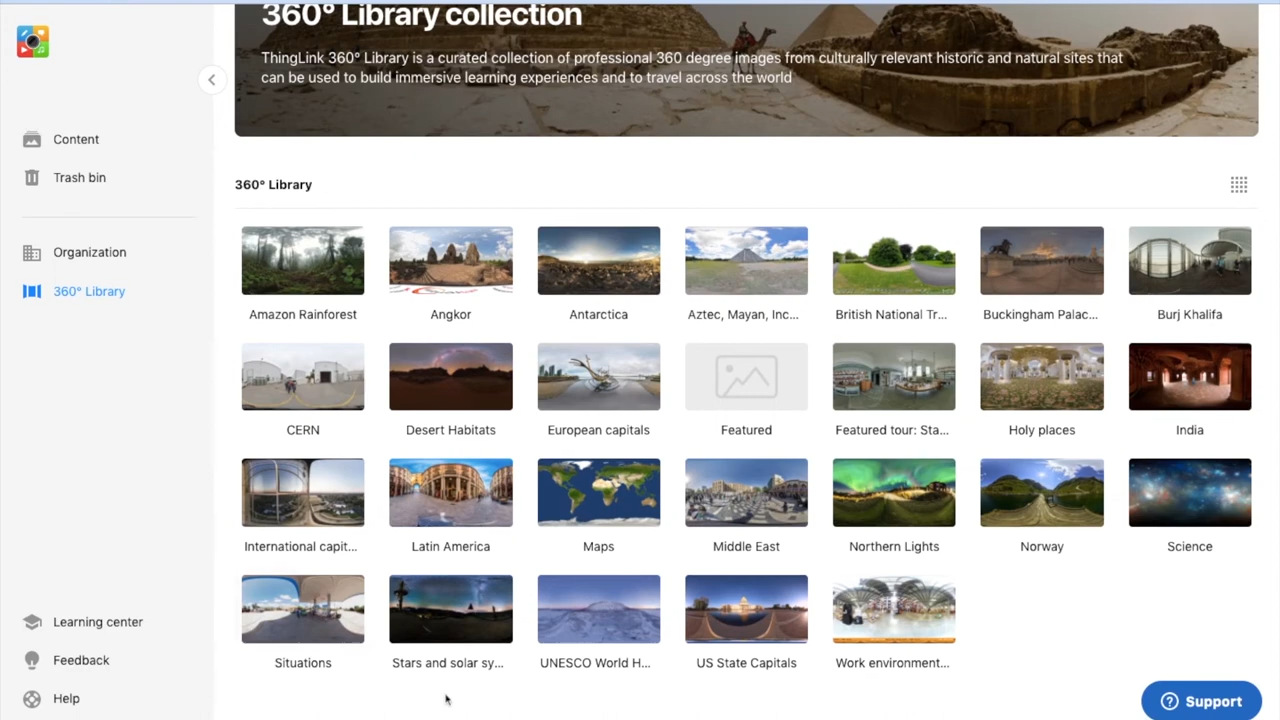 360° Library collection
ThingLink 360° Library is a curated collection of professional 360 degree images from culturally relevant historic and natural sites that
can be used to build immersive learning experiences and to travel across the world
Content
Trash bin
Organization
360° Library
Learning center
Feedback
Help
360° Library
Amazon Rainforest
Angkor
Antarctica
Aztec, Mayan, Inc...
British National Tr...
Buckingham Palac...
Burj Khalifa
CERN
Desert Habitats
European capitals
Featured
Featured tour: Sta...
Holy places
India
International capit...
Latin America
Maps
Middle East
Northern Lights
Norway
Science
Situations
Stars and solar sy...
UNESCO World H...
US State Capitals
Work environment...
Support